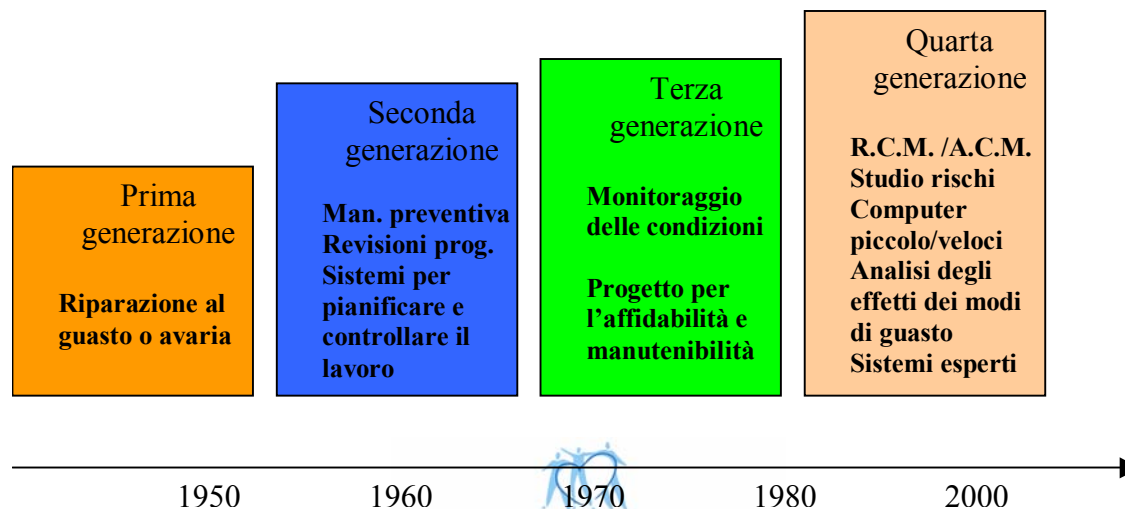 Prima
generazione
Riparazione al
guasto o avaria
Seconda
generazione
Man. preventiva
Revisioni prog.
Sistemi per
pianificare e
controllare il
lavoro
Terza
generazione
Monitoraggio
delle condizioni
Progetto per
l’affidabilità e
manutenibilità
Quarta
generazione
R.C.M. /A.C.M.
Studio rischi
Computer
piccolo/veloci
Analisi degli
effetti dei modi
di guasto
Sistemi esperti
1950 1960 1970 1980 2000